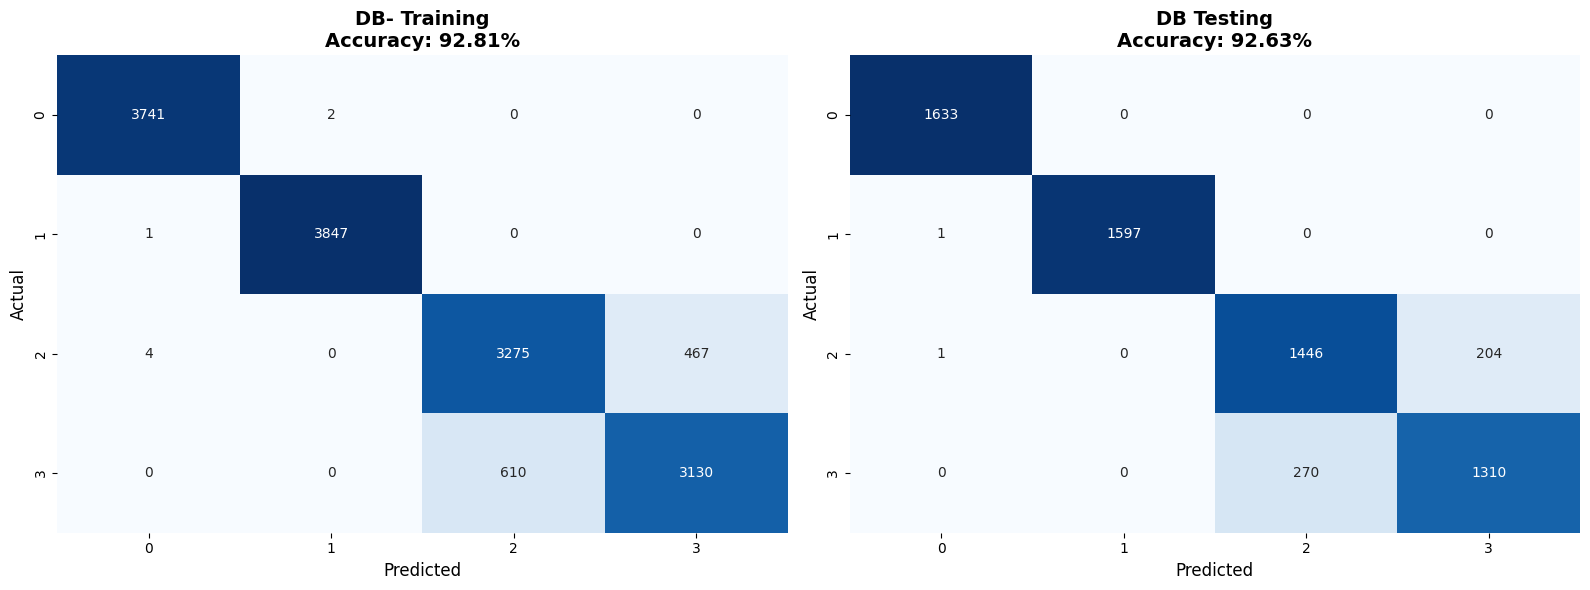 DB- Training
Accuracy: 92.81%
0 3741 2 0 0
1 1 3847 0 0
2 4 0 3275 467
3 0 0 610 3130
0 1 2 3
Predicted
Actual
DB Testing
Accuracy: 92.63%
0 1633 0 0 0
1 1 1597 0 0
2 1 0 1446 204
3 0 0 270 1310
0 1 2 3
Predicted
Actual